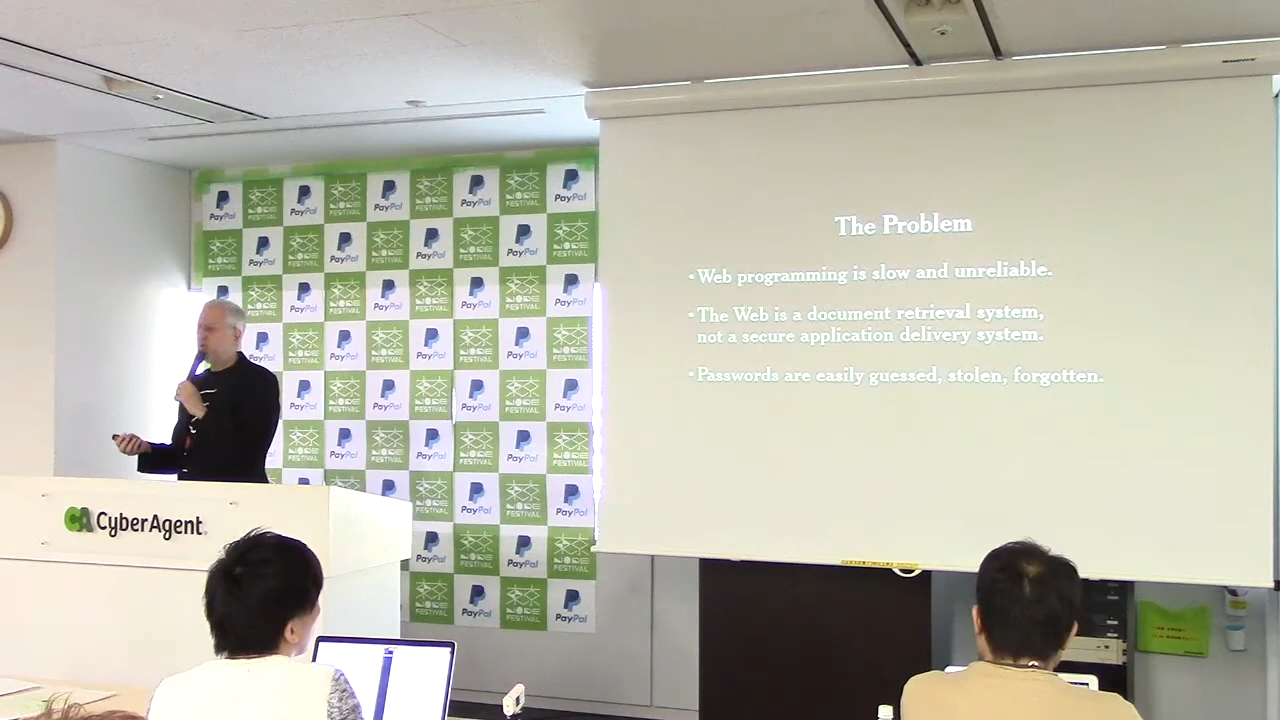 The Problem
•Web programming is slow and unreliable.
•The Web is a document retrieval system,
not a secure application delivery system.
•Passwords are easily guessed, stolen, forgotten.
PayPal
NODE
FESTIVAL
CA CyberAgent.